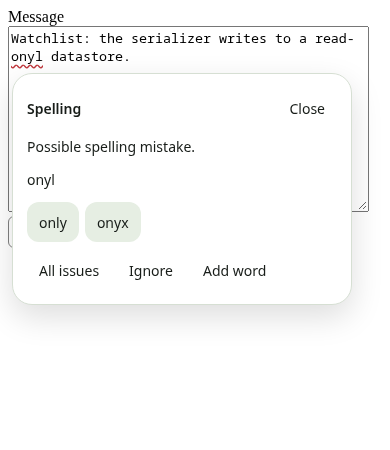 Message
Watchlist: the serializer writes to a read-
onyl datastore.
Spelling
Close
Possible spelling mistake.
onyl
only
onyx
All issues
Ignore
Add word